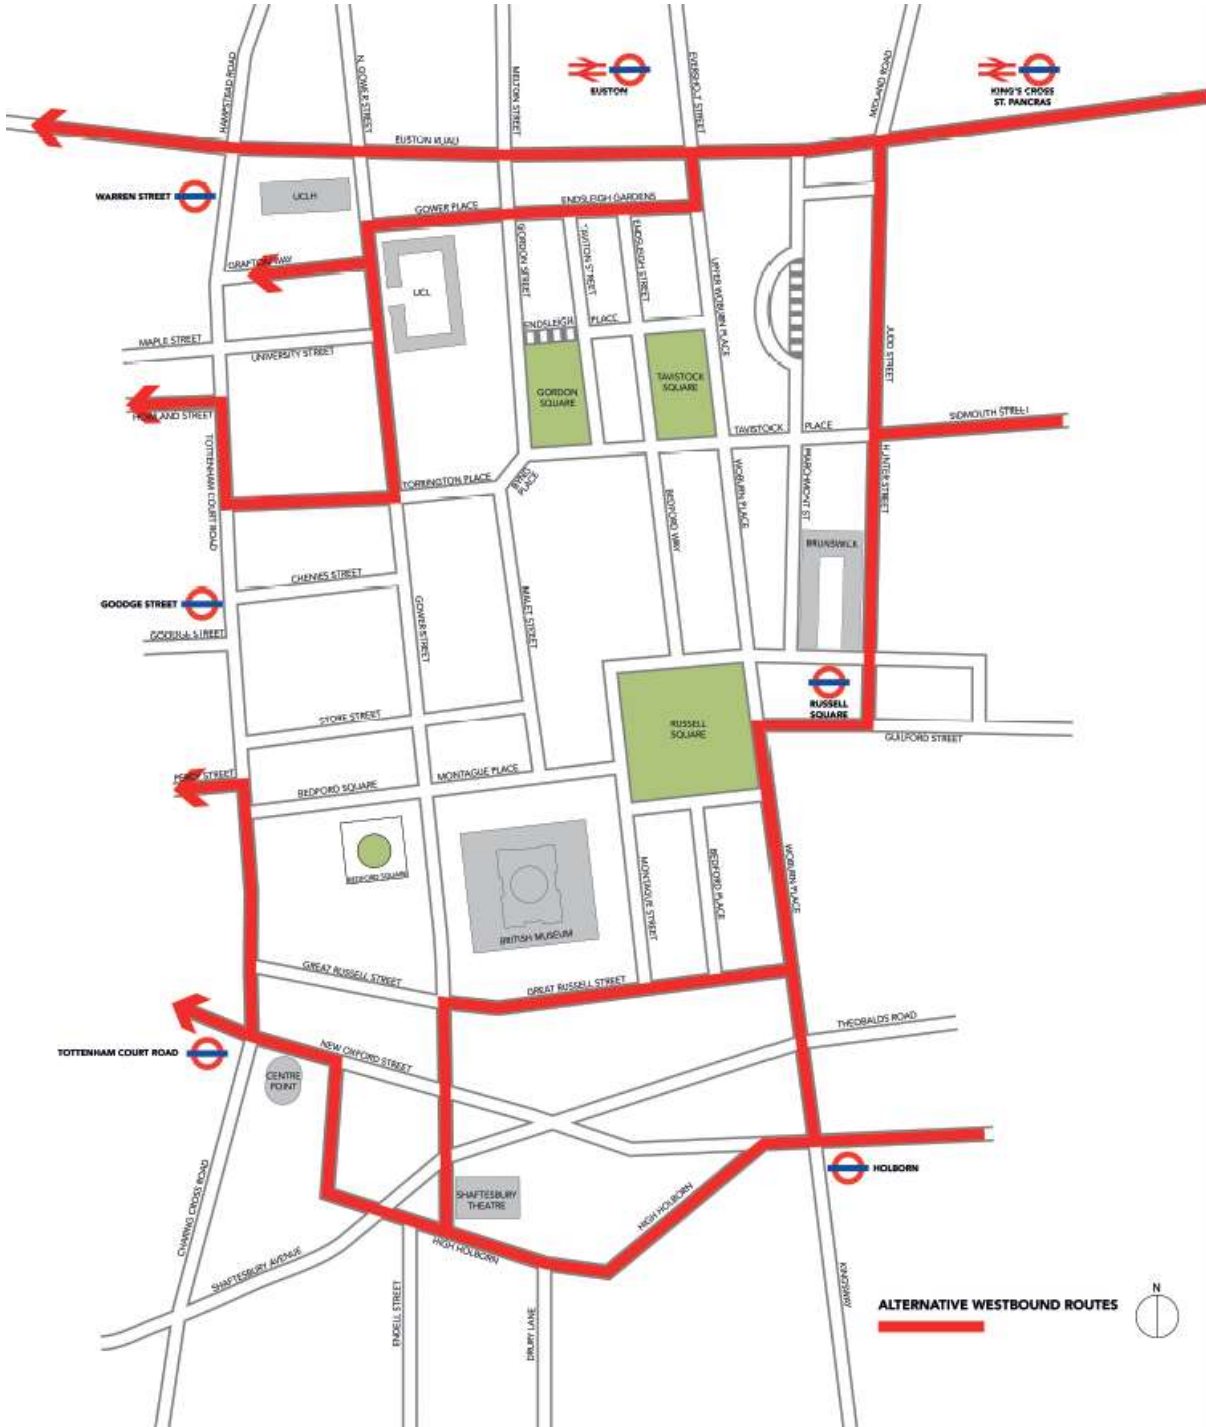 HAMPSTEAD ROAD
N. GOWER STREET
MELTON STREET
EVERSHOLT STREET
MIDLAND ROAD
EUSTON
KING'S CROSS
ST. PANCRAS
EUSTON ROAD
WARREN STREET
UCLH
GOWER PLACE
ENDSLEIGH GARDENS
GORDON STREET
TAVITON STREET
ENDSLEIGH STREET
UPPER WOBURN PLACE
GRAFTON WAY
UCL
MAPLE STREET
UNIVERSITY STREET
ENDSLEIGH PLACE
JUDD STREET
GORDON
SQUARE
TAVISTOCK
SQUARE
HOWLAND STREET
SIDMOUTH STREET
TAVISTOCK PLACE
TOTTENHAM COURT ROAD
TORRINGTON PLACE
BYNG
PLACE
BEDFORD WAY
WOBURN PLACE
MARCHMONT ST.
HUNTER STREET
BRUNSWICK
CHENIES STREET
GOODGE STREET
GOODGE STREET
GOWER STREET
MALET STREET
RUSSELL
SQUARE
RUSSELL
SQUARE
GUILFORD STREET
STORE STREET
PERCY STREET
BEDFORD SQUARE
MONTAGUE PLACE
BEDFORD SQUARE
BRITISH MUSEUM
MONTAGUE STREET
BEDFORD PLACE
WOBURN PLACE
GREAT RUSSELL STREET
GREAT RUSSELL STREET
THEOBALDS ROAD
TOTTENHAM COURT ROAD
NEW OXFORD STREET
CENTRE
POINT
HOLBORN
CHARING CROSS ROAD
SHAFTESBURY
THEATRE
HIGH HOLBORN
HIGH HOLBORN
SHAFTESBURY AVENUE
ENDELL STREET
DRURY LANE
KINGSWAY
ALTERNATIVE WESTBOUND ROUTES
N